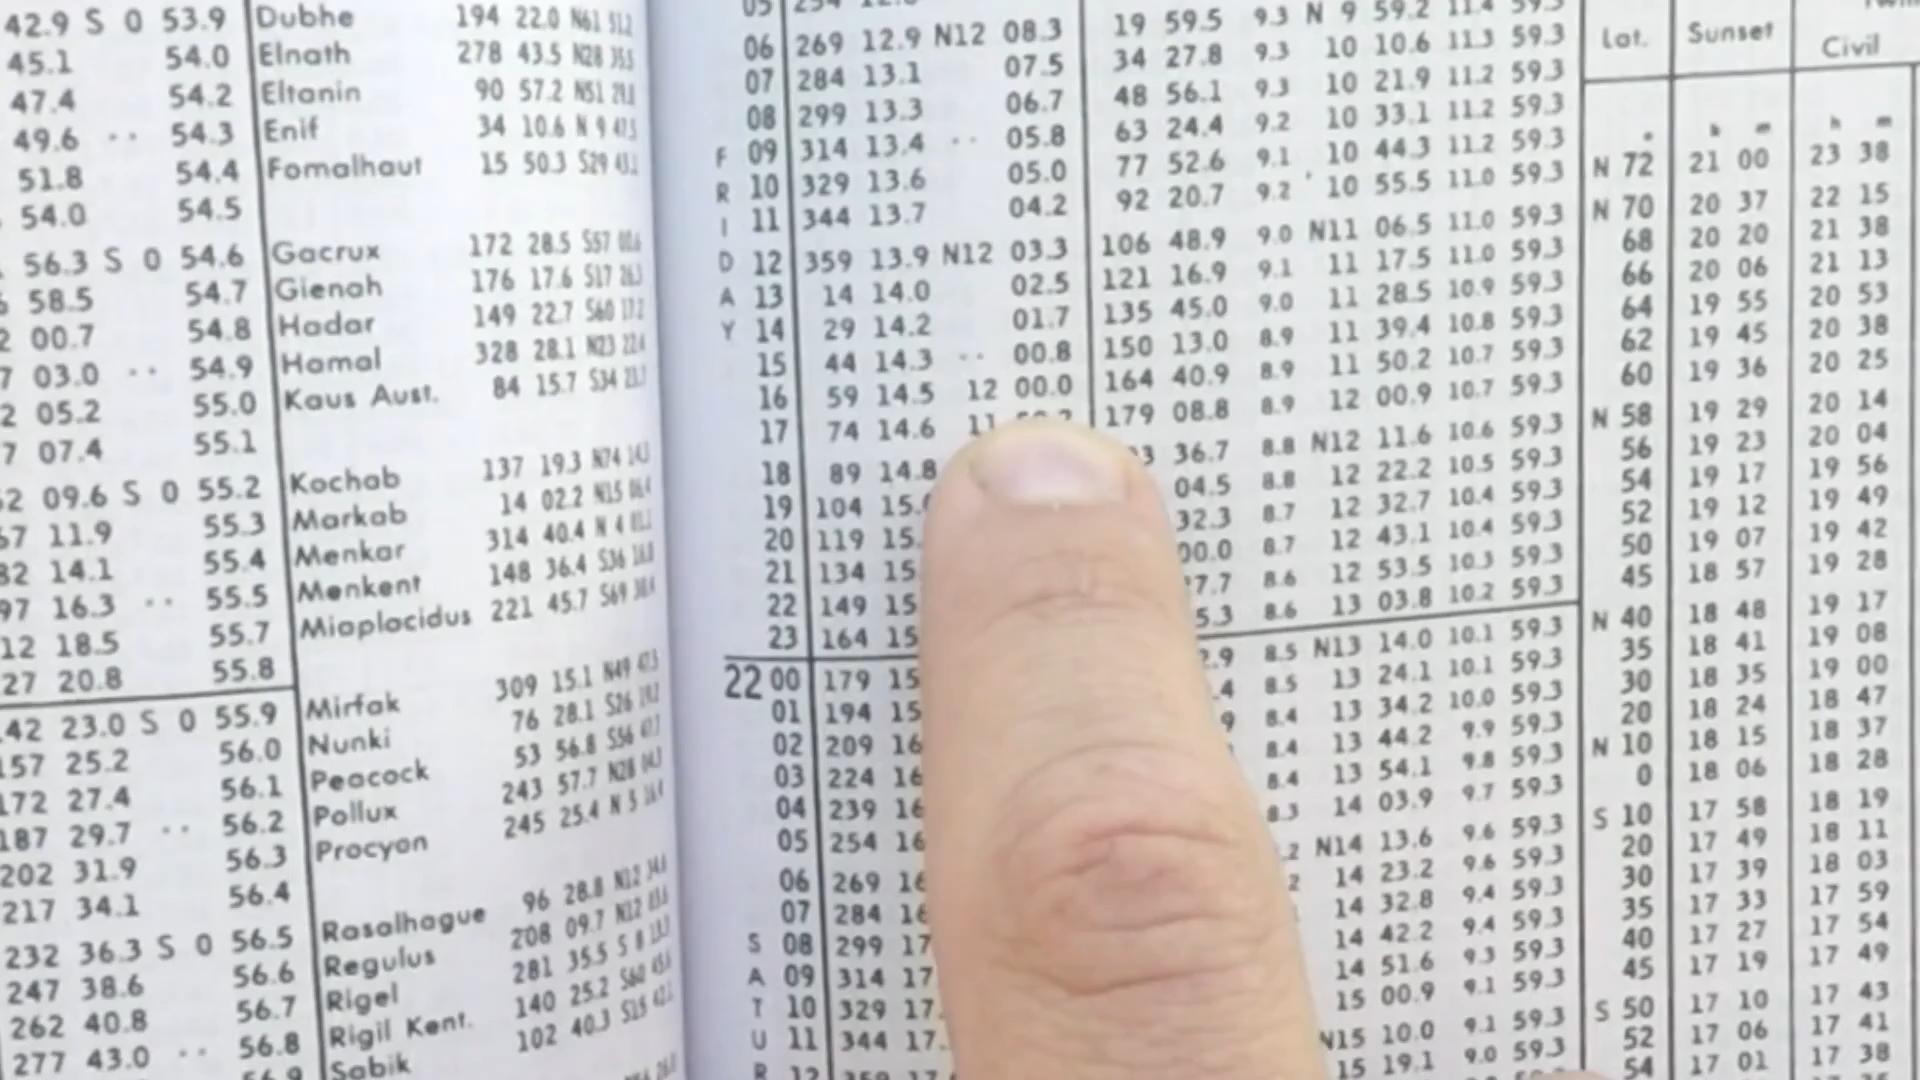 42.9 S 0 53.9
45.1 54.0
47.4 54.2
49.6 ·· 54.3
51.8 54.4
54.0 54.5
56.3 S 0 54.6
58.5 54.7
00.7 54.8
03.0 ·· 54.9
05.2 55.0
07.4 55.1
09.6 S 0 55.2
11.9 55.3
14.1 55.4
97 16.3 ·· 55.5
12 18.5 55.7
27 20.8 55.8
42 23.0 S 0 55.9
157 25.2 56.0
172 27.4 56.1
187 29.7 ·· 56.2
202 31.9 56.3
217 34.1 56.4
232 36.3 S 0 56.5
247 38.6 56.6
262 40.8 56.7
277 43.0 ·· 56.8
Dubhe 194 22.0 N61
Elnath 278 43.5 N28
Eltanin 90 57.2 N51
Enif 34 10.6 N 9
Fomalhaut 15 50.3 S29
Gacrux 172 28.5 S57
Gienah 176 17.6 S17
Hadar 149 22.7 S60
Hamal 328 28.1 N23
Kaus Aust. 84 15.7 S34
Kochab 137 19.3 N74
Markab 14 02.2 N15
Menkar 314 40.4 N 4
Menkent 148 36.4 S36
Miaplacidus 221 45.7 S69
Mirfak 309 15.1 N49
Nunki 76 28.1 S26
Peacock 53 56.8 S56
Pollux 243 57.7 N28
Procyon 245 25.4 N 5
Rasalhague 96 28.8 N12
Regulus 208 09.7 N12
Rigel 281 35.5 S 8
Rigil Kent. 140 25.2 S60
Sabik 102 40.3 S15
05 254
06 269 12.9 N12 08.3 19 59.5 9.3 N 9 59.2 11.4 59.3
07 284 13.1 07.5 34 27.8 9.3 10 10.6 11.3 59.3
08 299 13.3 06.7 48 56.1 9.3 10 21.9 11.2 59.3
F 09 314 13.4 ·· 05.8 63 24.4 9.2 10 33.1 11.2 59.3
R 10 329 13.6 05.0 77 52.6 9.1 10 44.3 11.2 59.3
I 11 344 13.7 04.2 92 20.7 9.2 10 55.5 11.0 59.3
D 12 359 13.9 N12 03.3 106 48.9 9.0 N11 06.5 11.0 59.3
A 13 14 14.0 02.5 121 16.9 9.1 11 17.5 11.0 59.3
Y 14 29 14.2 01.7 135 45.0 9.0 11 28.5 10.9 59.3
15 44 14.3 ·· 00.8 150 13.0 8.9 11 39.4 10.8 59.3
16 59 14.5 12 00.0 164 40.9 8.9 11 50.2 10.7 59.3
17 74 14.6 11 179 08.8 8.9 12 00.9 10.7 59.3
18 89 14.8 36.7 8.8 N12 11.6 10.6 59.3
19 104 15. 04.5 8.8 12 22.2 10.5 59.3
20 119 15. 32.3 8.7 12 32.7 10.4 59.3
21 134 15 00.0 8.7 12 43.1 10.4 59.3
22 149 15 7.7 8.6 12 53.5 10.3 59.3
23 164 15 5.3 8.6 13 03.8 10.2 59.3
22 00 179 15 2.9 8.5 N13 14.0 10.1 59.3
01 194 15 .4 8.5 13 24.1 10.1 59.3
02 209 16 9 8.4 13 34.2 10.0 59.3
03 224 16 8.4 13 44.2 9.9 59.3
04 239 16 8.4 13 54.1 9.8 59.3
05 254 16 8.3 14 03.9 9.7 59.3
06 269 16 .2 N14 13.6 9.6 59.3
07 284 16 2 14 23.2 9.6 59.3
S 08 299 17 14 32.8 9.4 59.3
A 09 314 17 14 42.2 9.4 59.3
T 10 329 17. 14 51.6 9.3 59.3
U 11 344 17. 15 00.9 9.1 59.3
R 12 359 17 N15 10.0 9.1 59.3
15 19.1 9.0 59.3
Lat. Sunset Civil
° h m h m
N 72 21 00 23 38
N 70 20 37 22 15
68 20 20 21 38
66 20 06 21 13
64 19 55 20 53
62 19 45 20 38
60 19 36 20 25
N 58 19 29 20 14
56 19 23 20 04
54 19 17 19 56
52 19 12 19 49
50 19 07 19 42
45 18 57 19 28
N 40 18 48 19 17
35 18 41 19 08
30 18 35 19 00
20 18 24 18 47
N 10 18 15 18 37
0 18 06 18 28
S 10 17 58 18 19
20 17 49 18 11
30 17 39 18 03
35 17 33 17 59
40 17 27 17 54
45 17 19 17 49
S 50 17 10 17 43
52 17 06 17 41
54 17 01 17 38